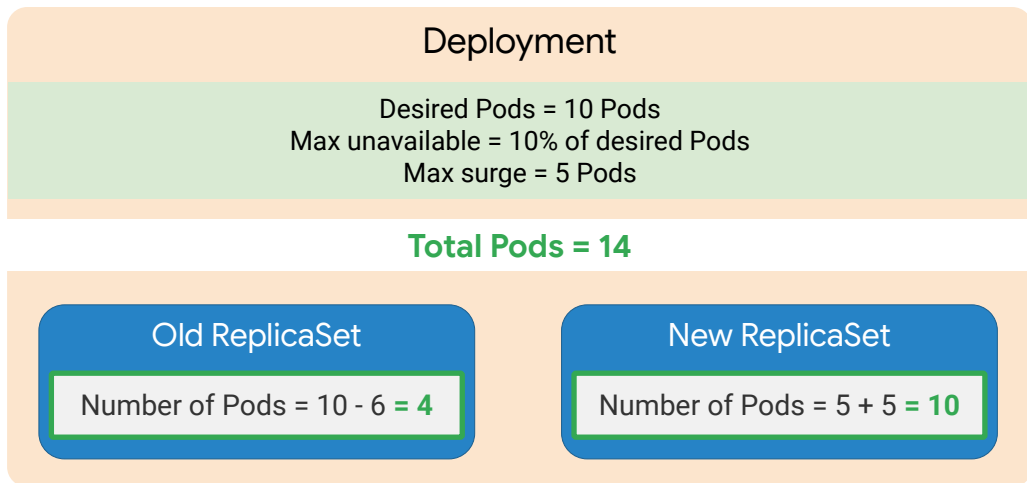 Deployment
Desired Pods = 10 Pods
Max unavailable = 10% of desired Pods
Max surge = 5 Pods
Total Pods = 14
Old ReplicaSet
Number of Pods = 10 - 6 = 4
New ReplicaSet
Number of Pods = 5 + 5 = 10